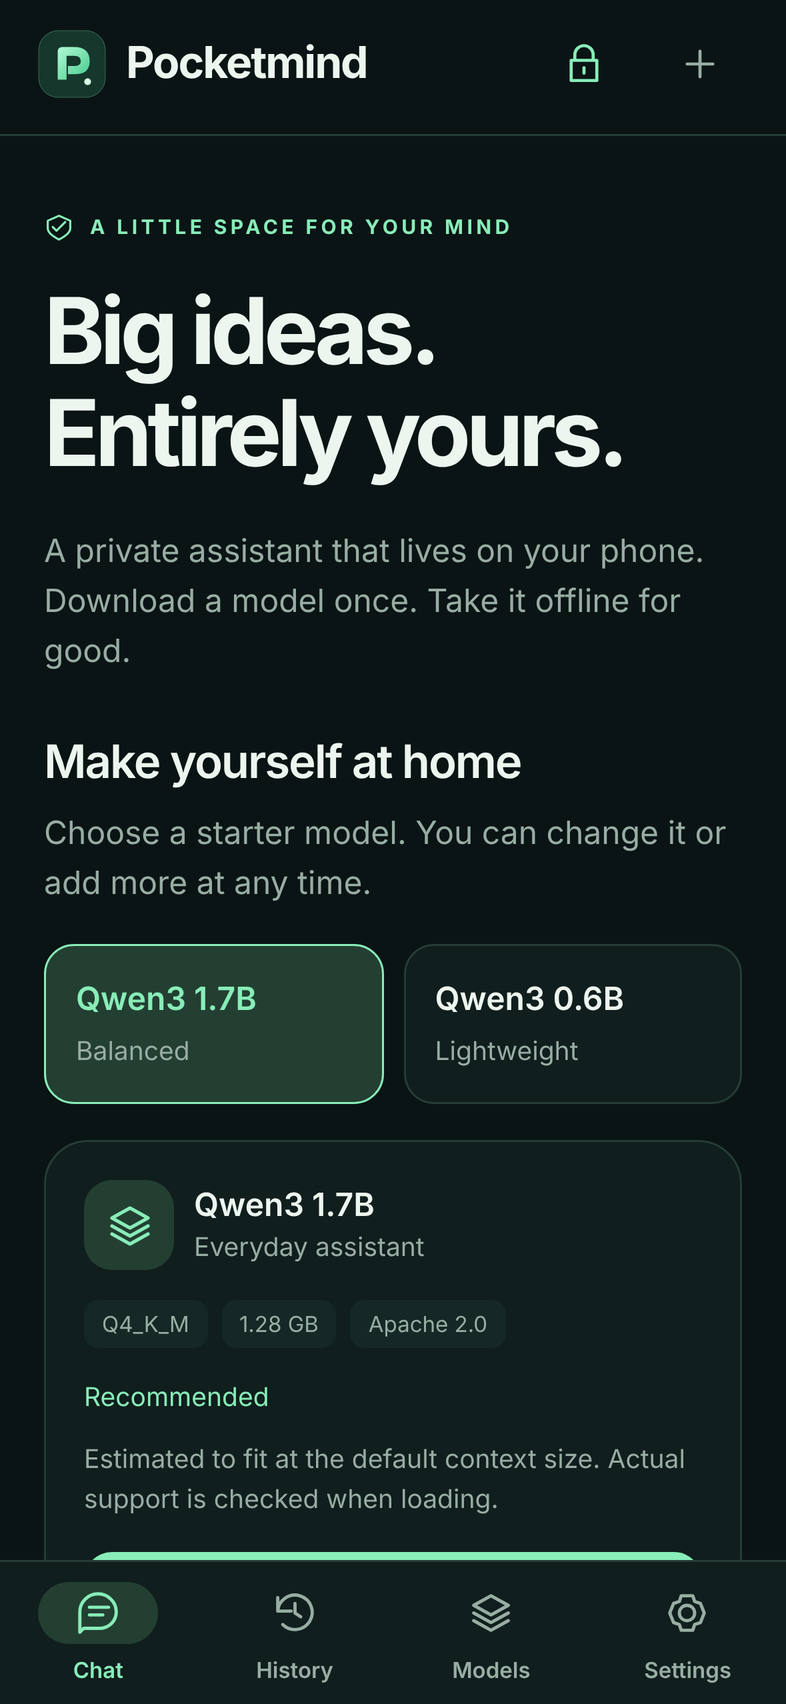 Pocketmind
A LITTLE SPACE FOR YOUR MIND
Big ideas.
Entirely yours.
A private assistant that lives on your phone.
Download a model once. Take it offline for
good.
Make yourself at home
Choose a starter model. You can change it or
add more at any time.
Qwen3 1.7B
Balanced
Qwen3 0.6B
Lightweight
Qwen3 1.7B
Everyday assistant
Q4_K_M
1.28 GB
Apache 2.0
Recommended
Estimated to fit at the default context size. Actual
support is checked when loading.
Chat
History
Models
Settings